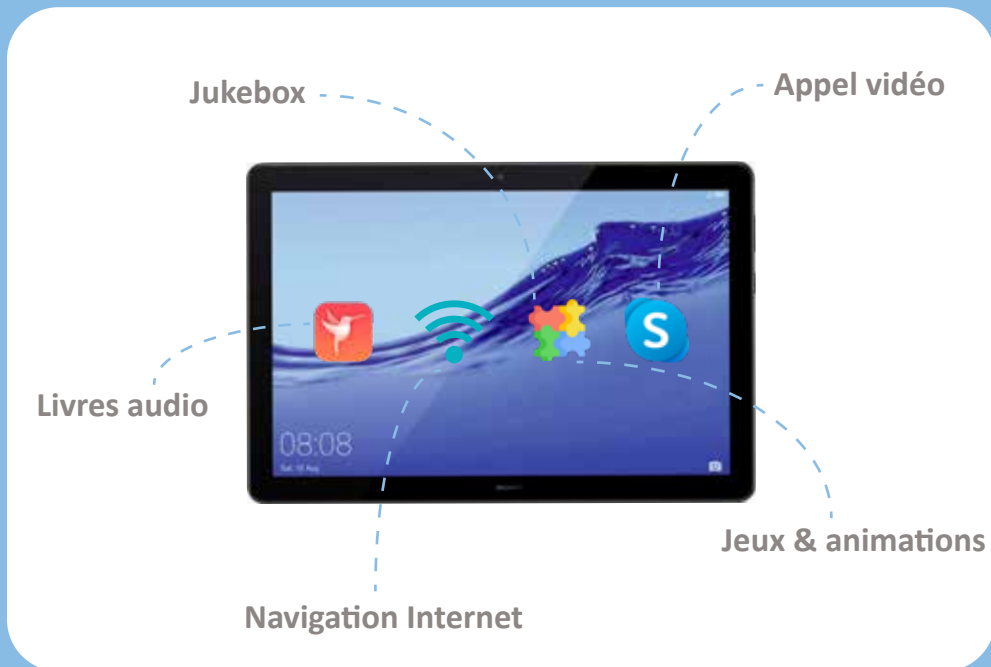 Jukebox
Appel vidéo
S
Livres audio
08:08
Jeux & animations
Navigation Internet